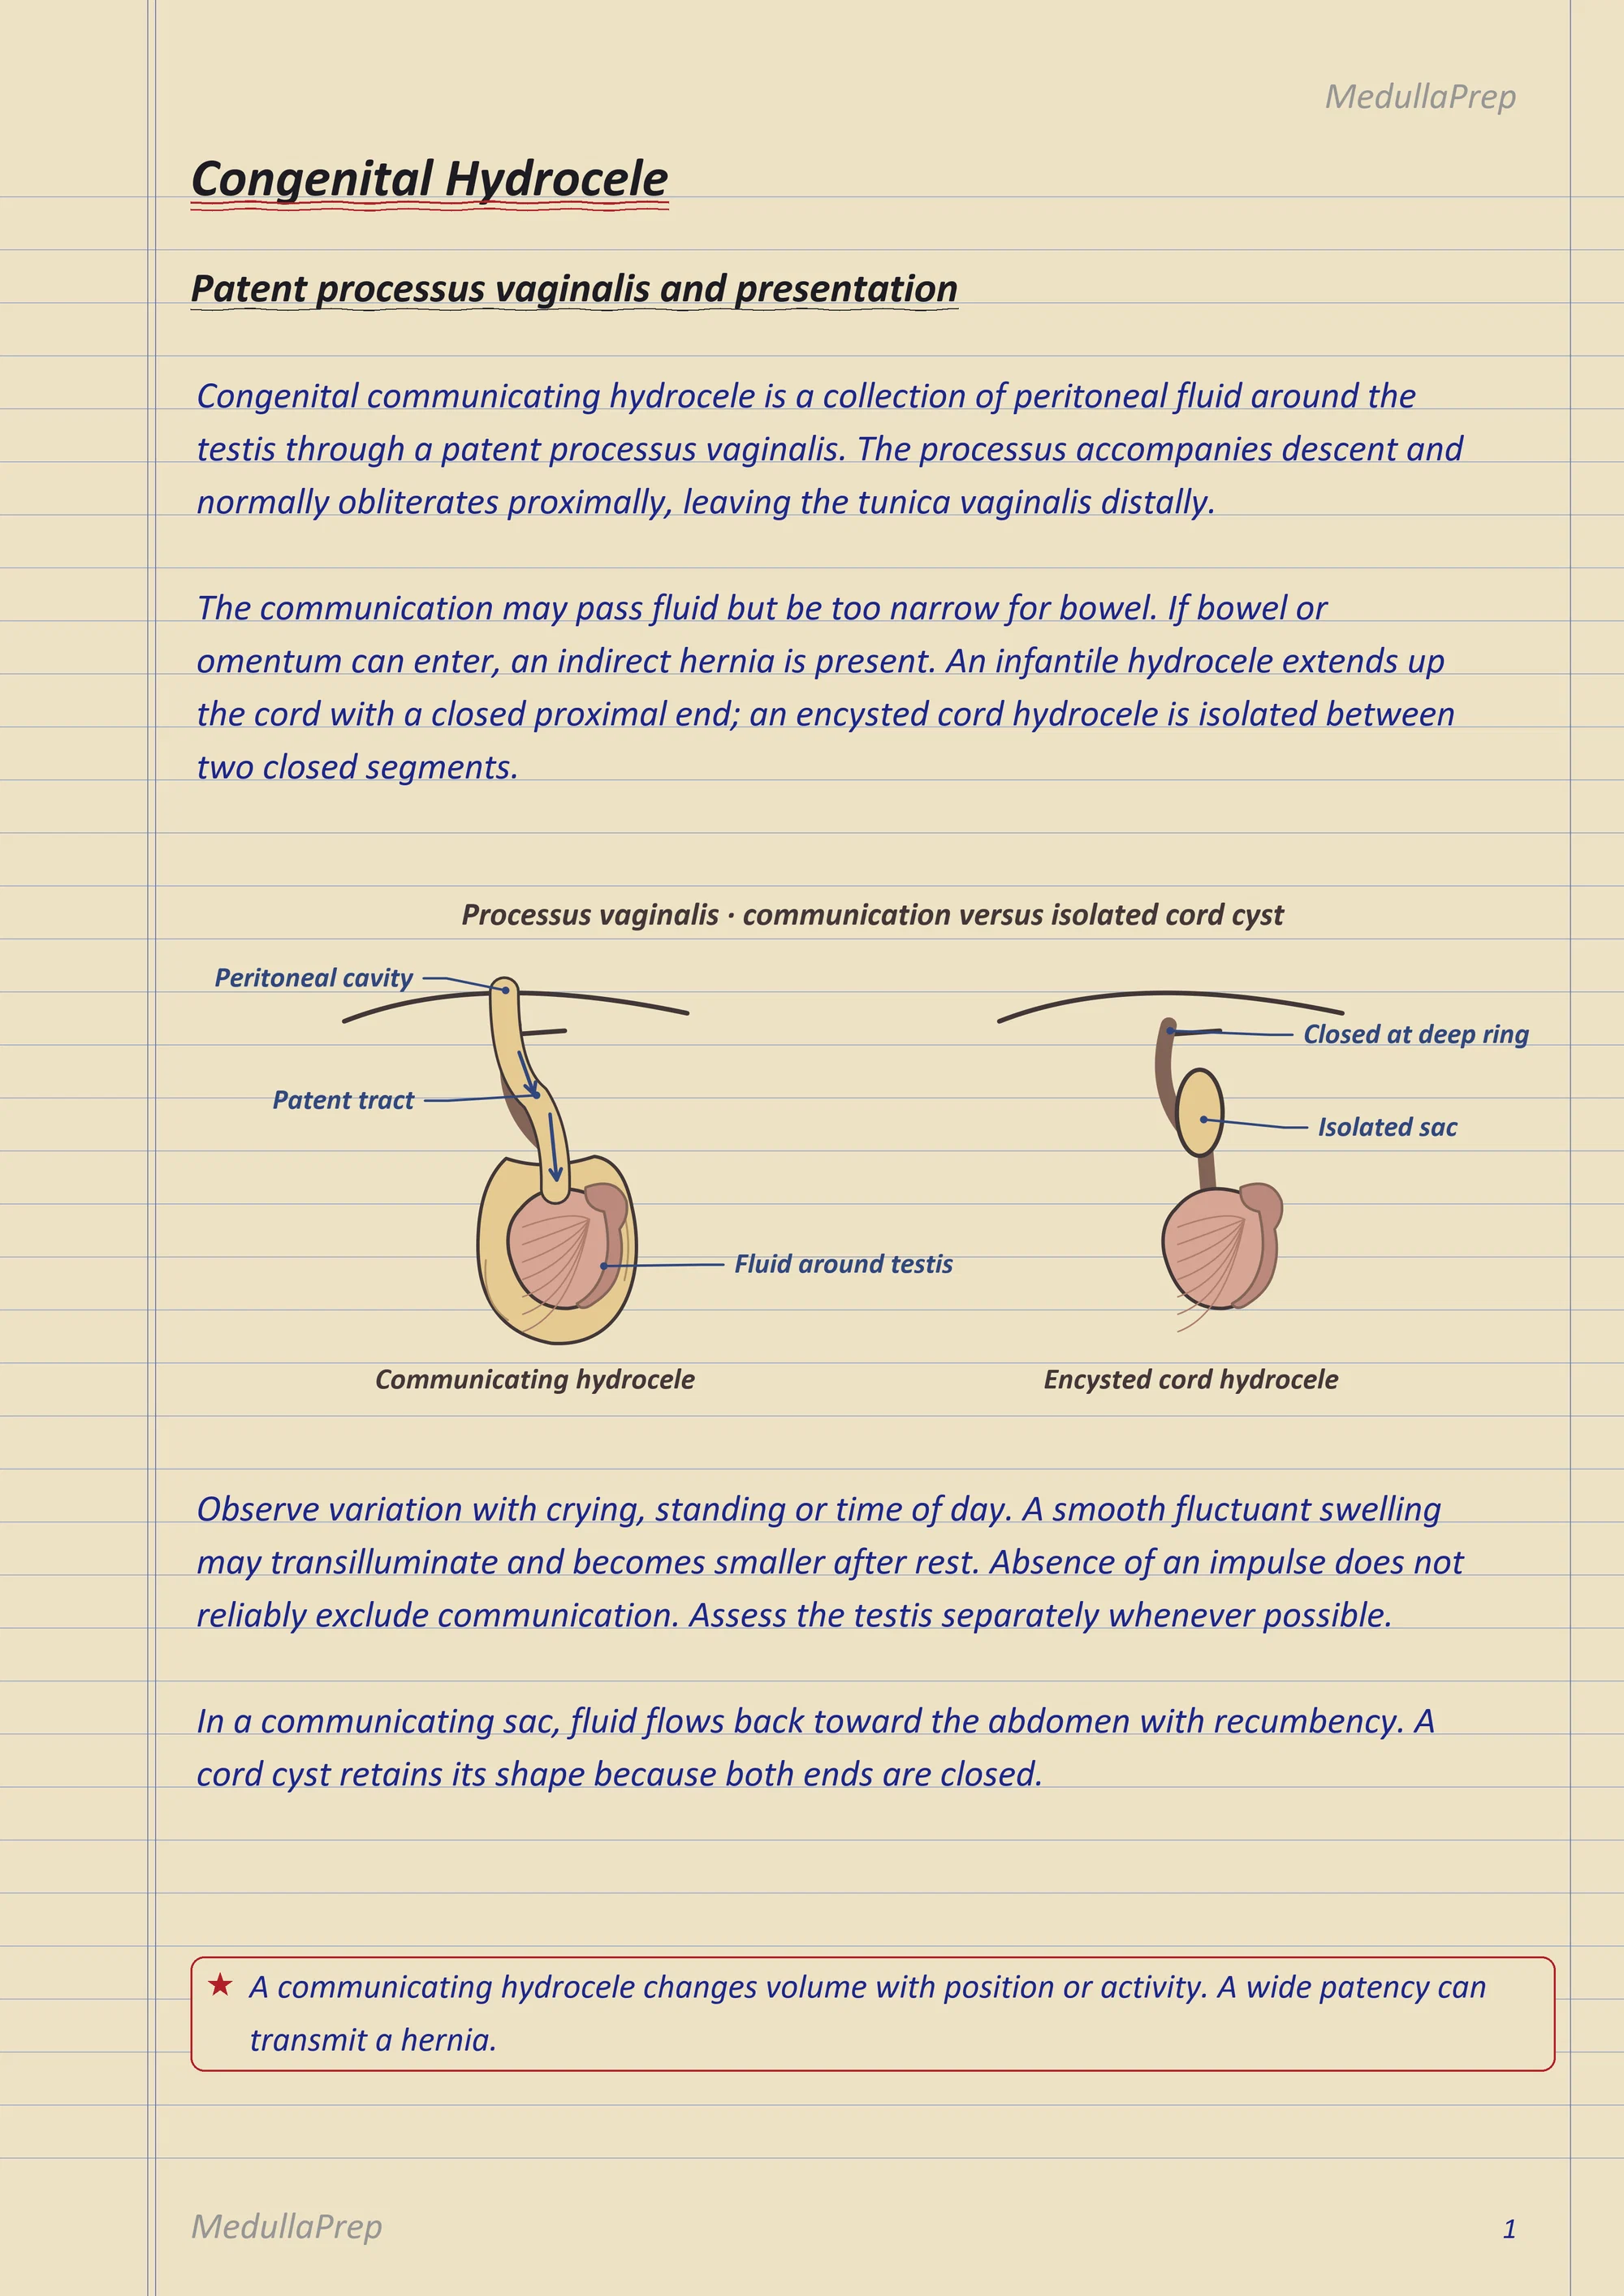 MedullaPrep
Congenital Hydrocele
Patent processus vaginalis and presentation
Congenital communicating hydrocele is a collection of peritoneal fluid around the
testis through a patent processus vaginalis. The processus accompanies descent and
normally obliterates proximally, leaving the tunica vaginalis distally.
The communication may pass fluid but be too narrow for bowel. If bowel or
omentum can enter, an indirect hernia is present. An infantile hydrocele extends up
the cord with a closed proximal end; an encysted cord hydrocele is isolated between
two closed segments.
Processus vaginalis · communication versus isolated cord cyst
Peritoneal cavity
Closed at deep ring
Patent tract
Isolated sac
Fluid around testis
Communicating hydrocele
Encysted cord hydrocele
Observe variation with crying, standing or time of day. A smooth fluctuant swelling
may transilluminate and becomes smaller after rest. Absence of an impulse does not
reliably exclude communication. Assess the testis separately whenever possible.
In a communicating sac, fluid flows back toward the abdomen with recumbency. A
cord cyst retains its shape because both ends are closed.
★ A communicating hydrocele changes volume with position or activity. A wide patency can
transmit a hernia.
MedullaPrep
1